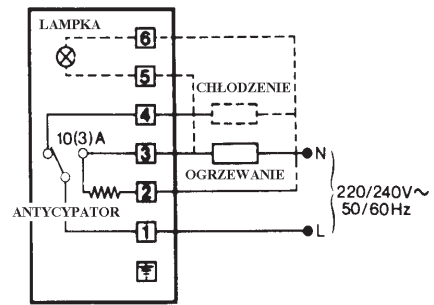 LAMPKA
6
5
CHŁODZENIE
4
10(3)A
3
N
OGRZEWANIE
2
220/240V~
50/60Hz
ANTYCYPATOR
1
L